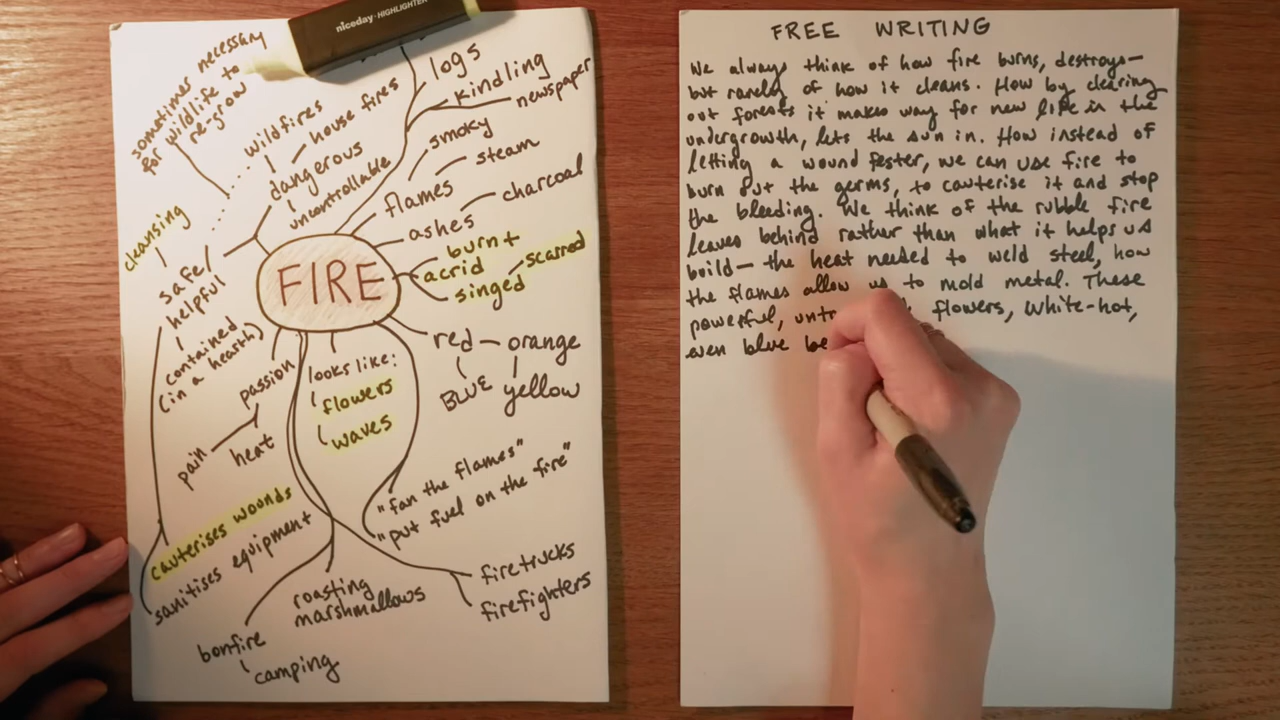 niceday · HIGHLIGHTER
sometimes necessary
for wildlife to
re-grow
wildfires
house fires
dangerous
uncontrollable
logs
kindling
newspaper
smoky
steam
flames
charcoal
ashes
burnt
acrid
singed
scarred
cleansing
safe/
helpful
contained
(in a hearth)
FIRE
passion
pain
heat
looks like:
flowers
waves
red
orange
BLUE
yellow
"fan the flames"
"put fuel on the fire"
cauterises wounds
sanitises equipment
roasting
marshmallows
firetrucks
firefighters
bonfire
camping
FREE WRITING
We always think of how fire burns, destroys—
but rarely of how it cleans. How by clearing
out forests it makes way for new life in the
undergrowth, lets the sun in. How instead of
letting a wound fester, we can use fire to
burn out the germs, to cauterise it and stop
the bleeding. We think of the rubble fire
leaves behind rather than what it helps us
build— the heat needed to weld steel, how
the flames allow us to mold metal. These
powerful, flowers, white-hot,
even blue